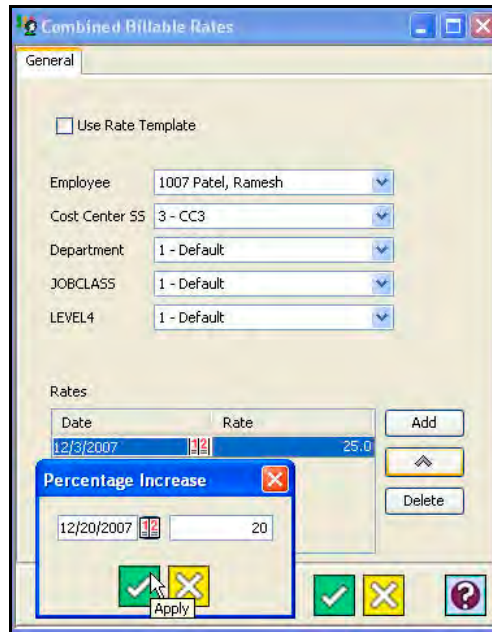 Combined Billable Rates
General
Use Rate Template
Employee 1007 Patel, Ramesh
Cost Center SS 3 - CC3
Department 1 - Default
JOBCLASS 1 - Default
LEVEL4 1 - Default
Rates
Date Rate Add
12/3/2007 12 25.0
Delete
Percentage Increase
12/20/2007 12 20
Apply
?